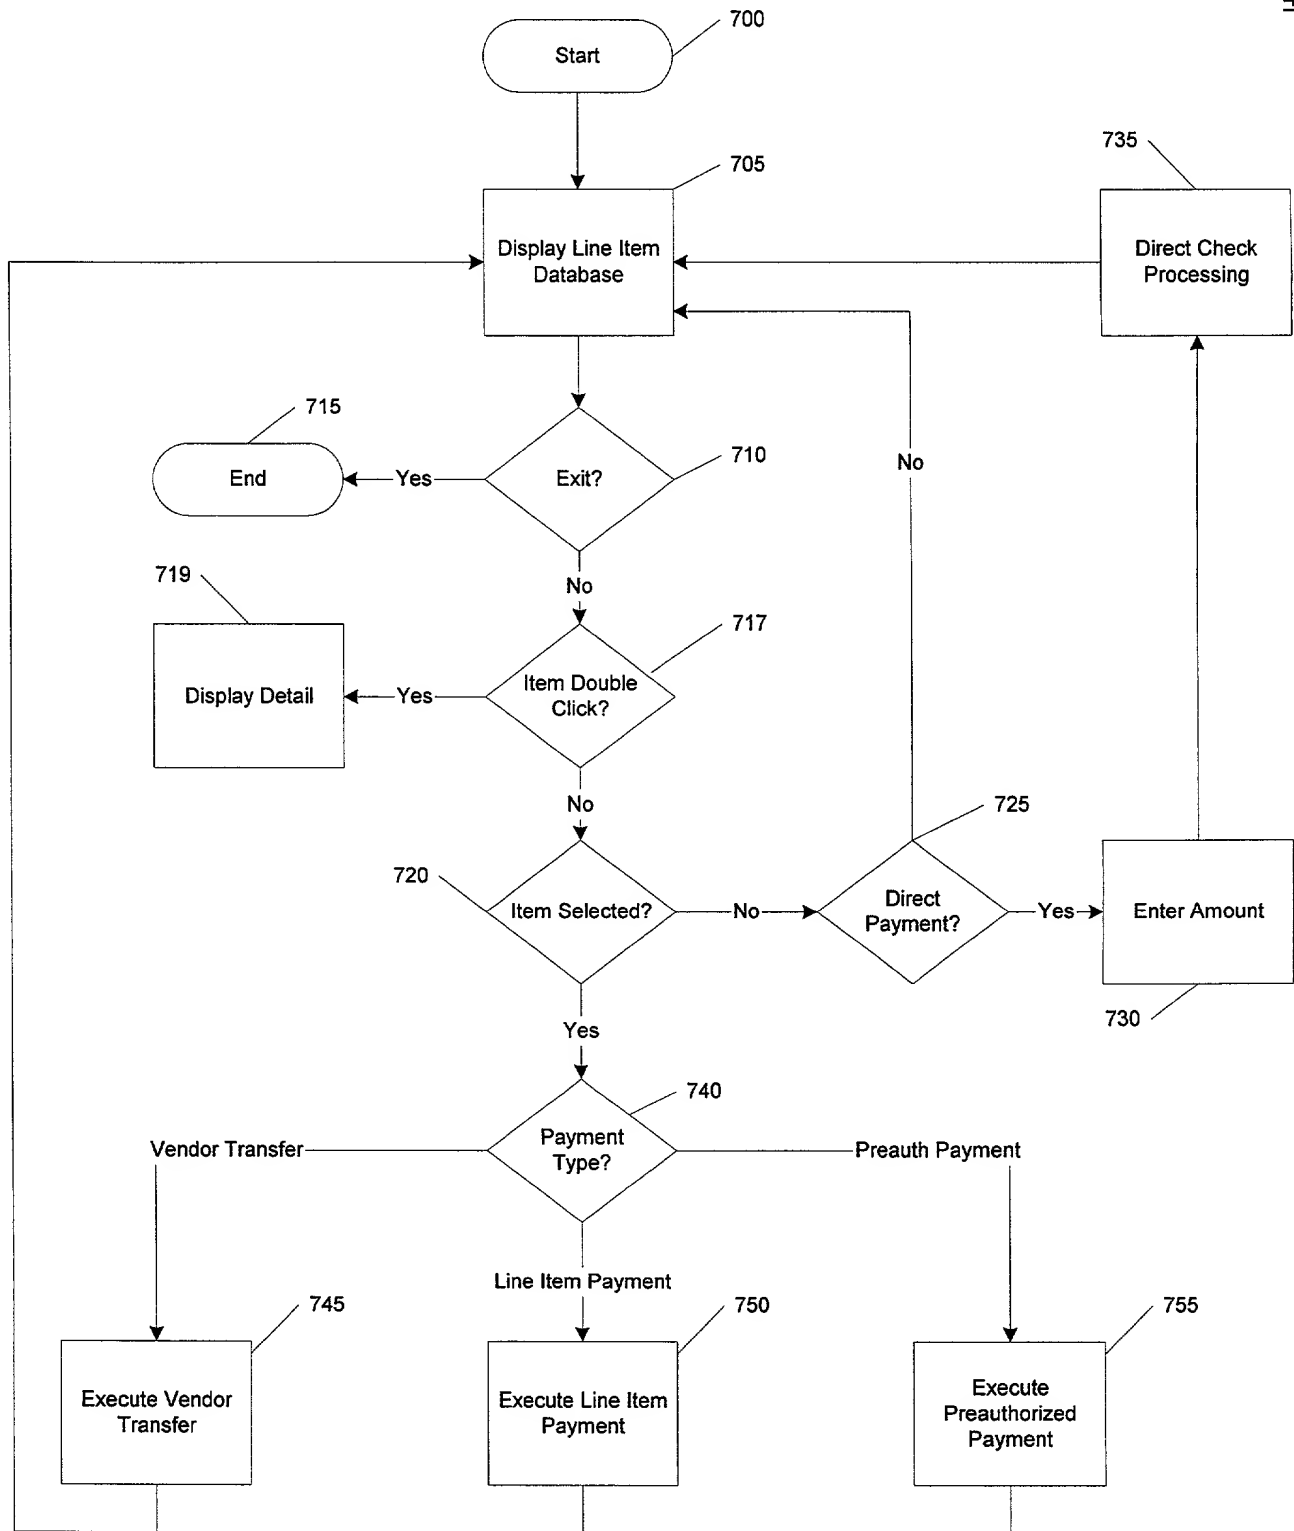 700
Start
705
735
Display Line Item
Database
Direct Check
Processing
715
End
Yes
Exit?
710
No
No
719
717
Display Detail
Yes
Item Double
Click?
No
725
720
Item Selected?
No
Direct
Payment?
Yes
Enter Amount
730
Yes
740
Vendor Transfer
Payment
Type?
Preauth Payment
Line Item Payment
745
750
755
Execute Vendor
Transfer
Execute Line Item
Payment
Execute
Preauthorized
Payment